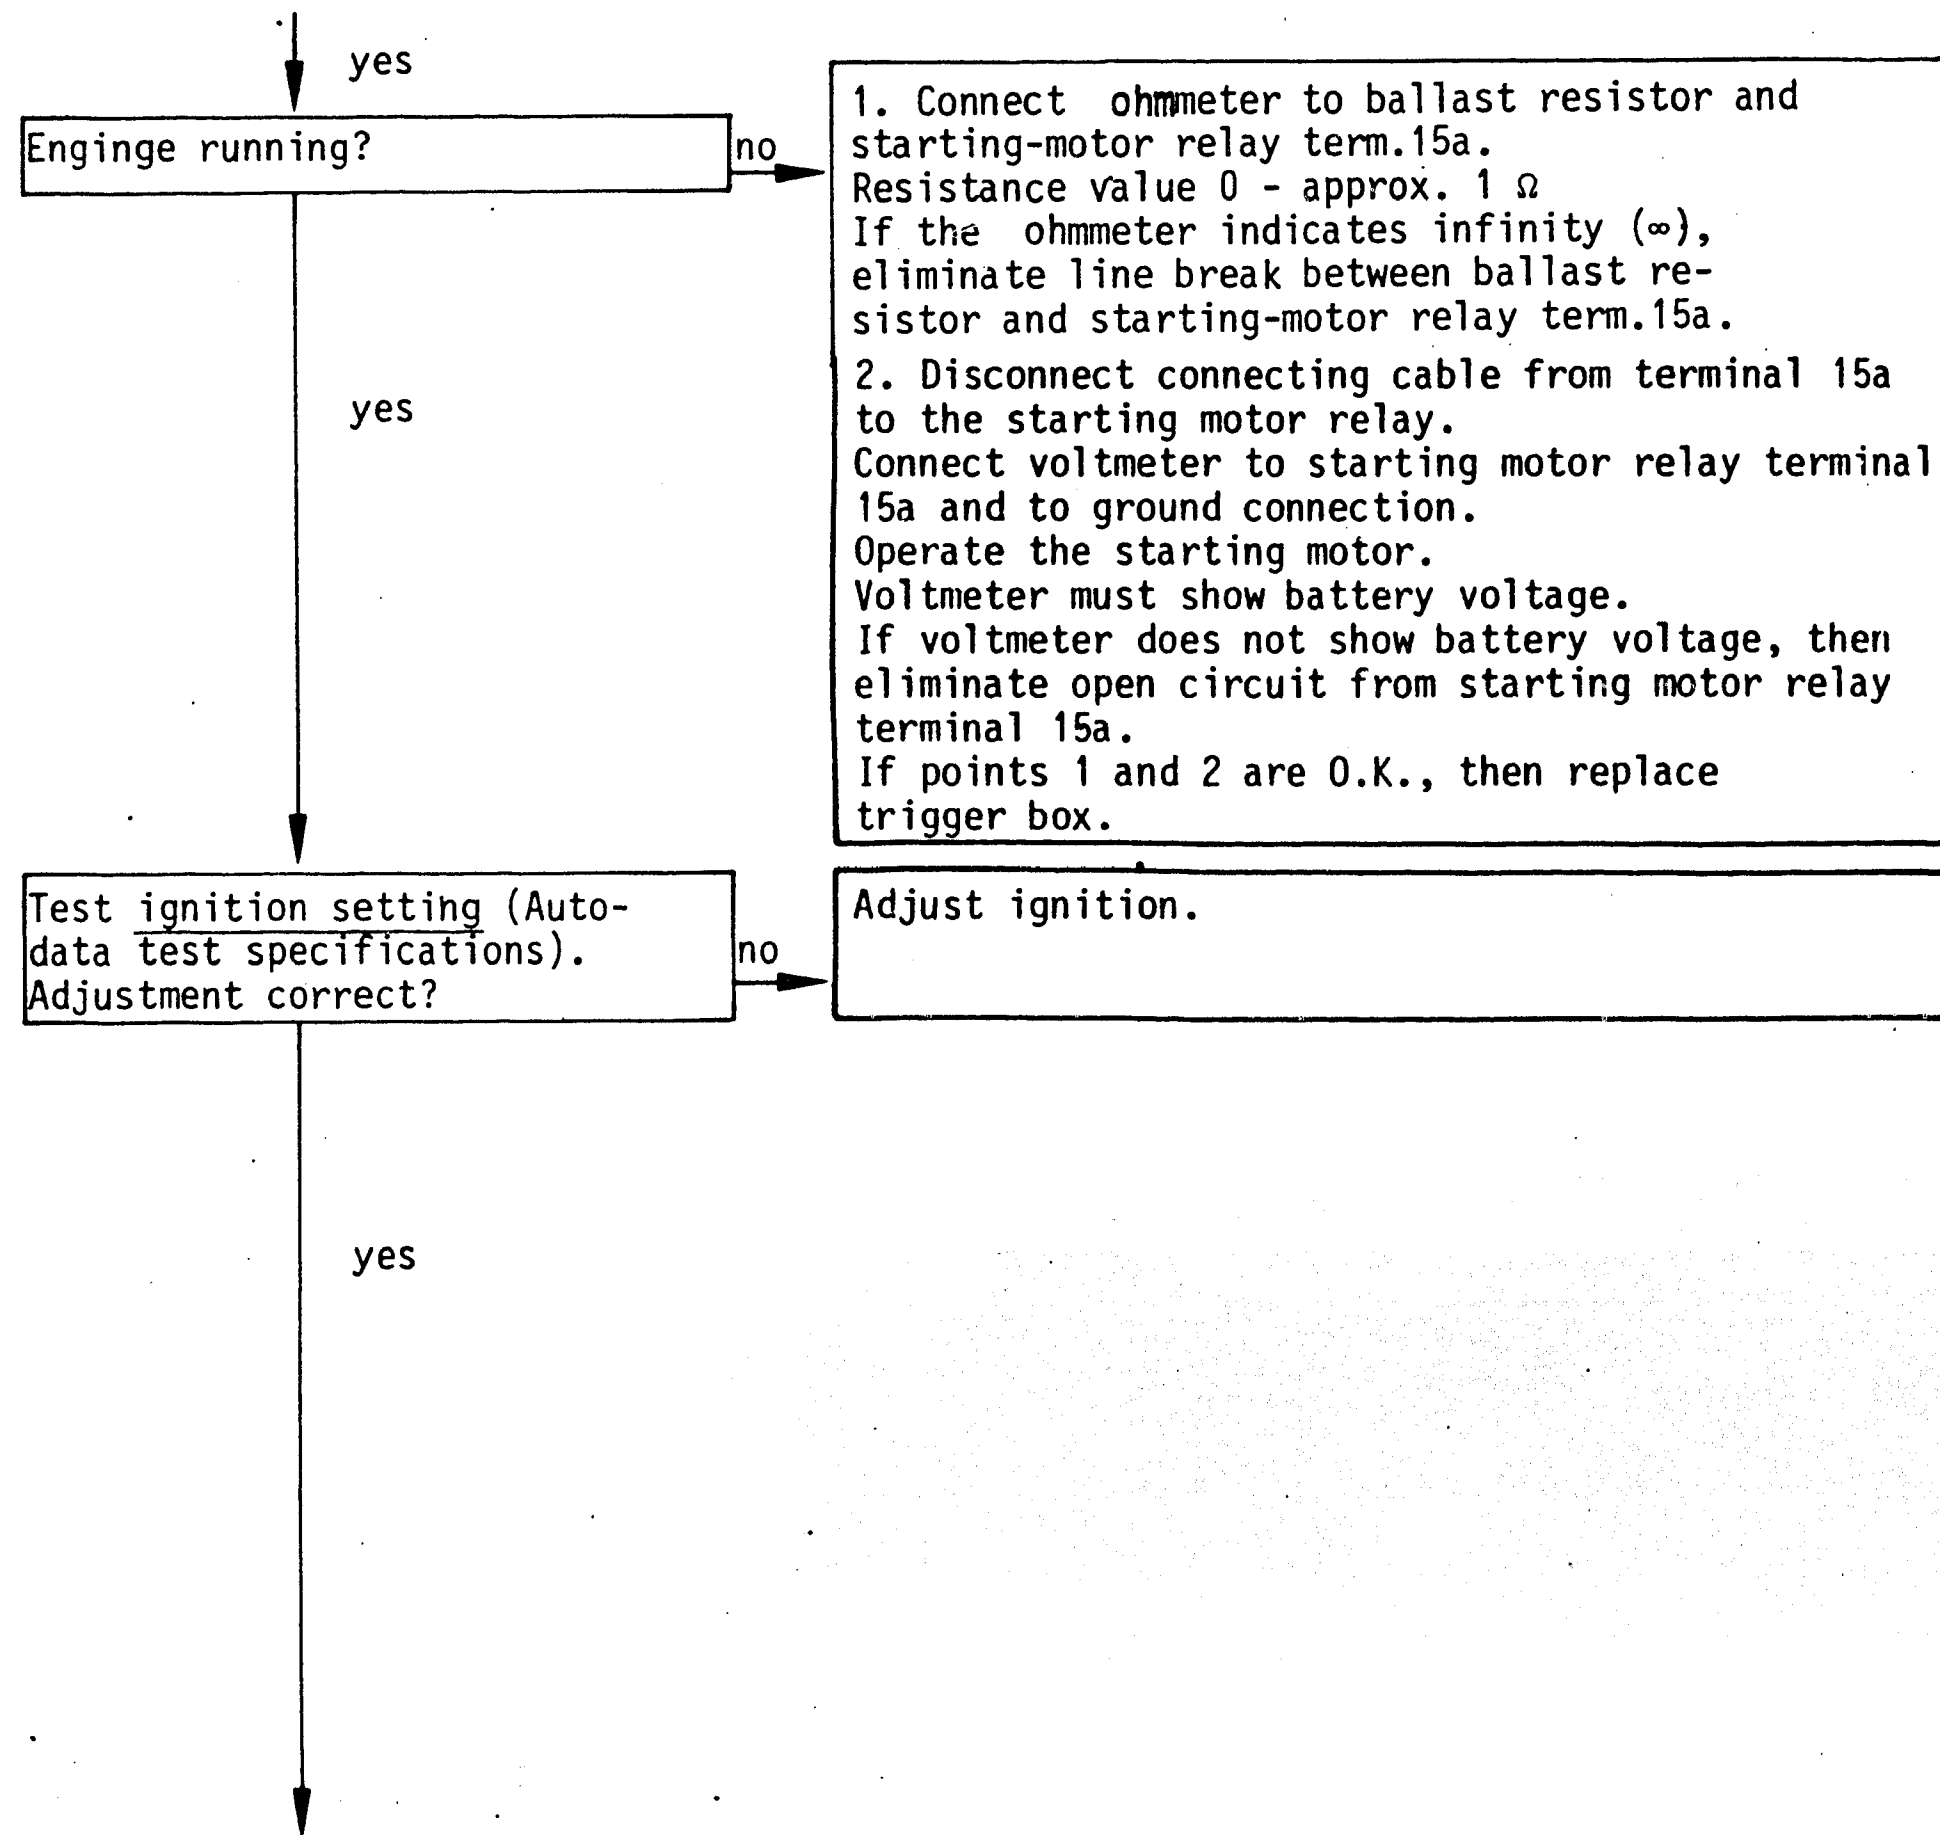 yes
Enginge running?
no
1. Connect ohmmeter to ballast resistor and
starting-motor relay term.15a.
Resistance value 0 - approx. 1 Ω
If the ohmmeter indicates infinity (∞),
eliminate line break between ballast re-
sistor and starting-motor relay term.15a.
2. Disconnect connecting cable from terminal 15a
to the starting motor relay.
Connect voltmeter to starting motor relay terminal
15a and to ground connection.
Operate the starting motor.
Voltmeter must show battery voltage.
If voltmeter does not show battery voltage, then
eliminate open circuit from starting motor relay
terminal 15a.
If points 1 and 2 are O.K., then replace
trigger box.
yes
Test ignition setting (Auto-
data test specifications).
Adjustment correct?
no
Adjust ignition.
yes